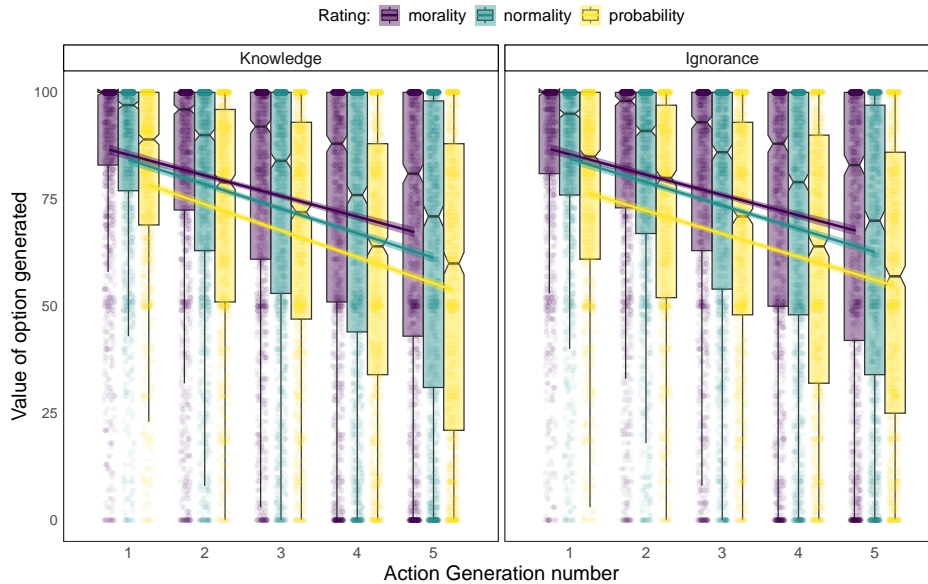 Rating: morality normality probability
Knowledge Ignorance
Value of option generated
100
75
50
25
0
1 2 3 4 5 1 2 3 4 5
Action Generation number